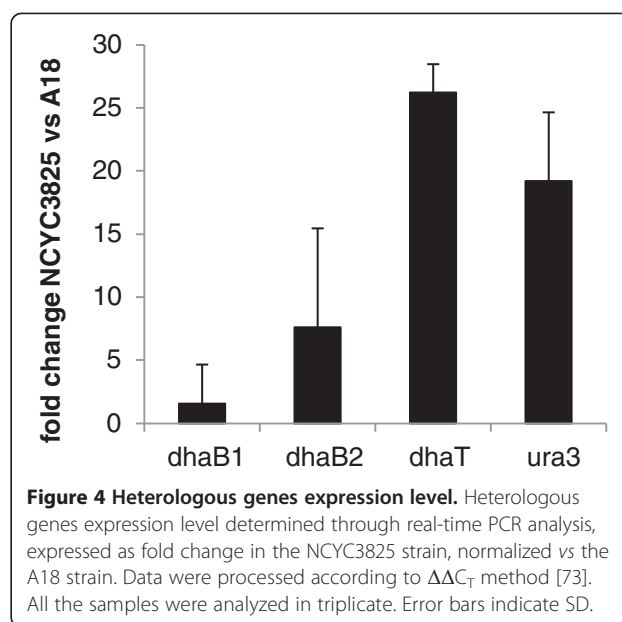 fold change NCYC3825 vs A18
30
25
20
15
10
5
0
dhaB1 dhaB2 dhaT ura3
Figure 4 Heterologous genes expression level. Heterologous
genes expression level determined through real-time PCR analysis,
expressed as fold change in the NCYC3825 strain, normalized vs the
A18 strain. Data were processed according to ΔΔCT method [73].
All the samples were analyzed in triplicate. Error bars indicate SD.